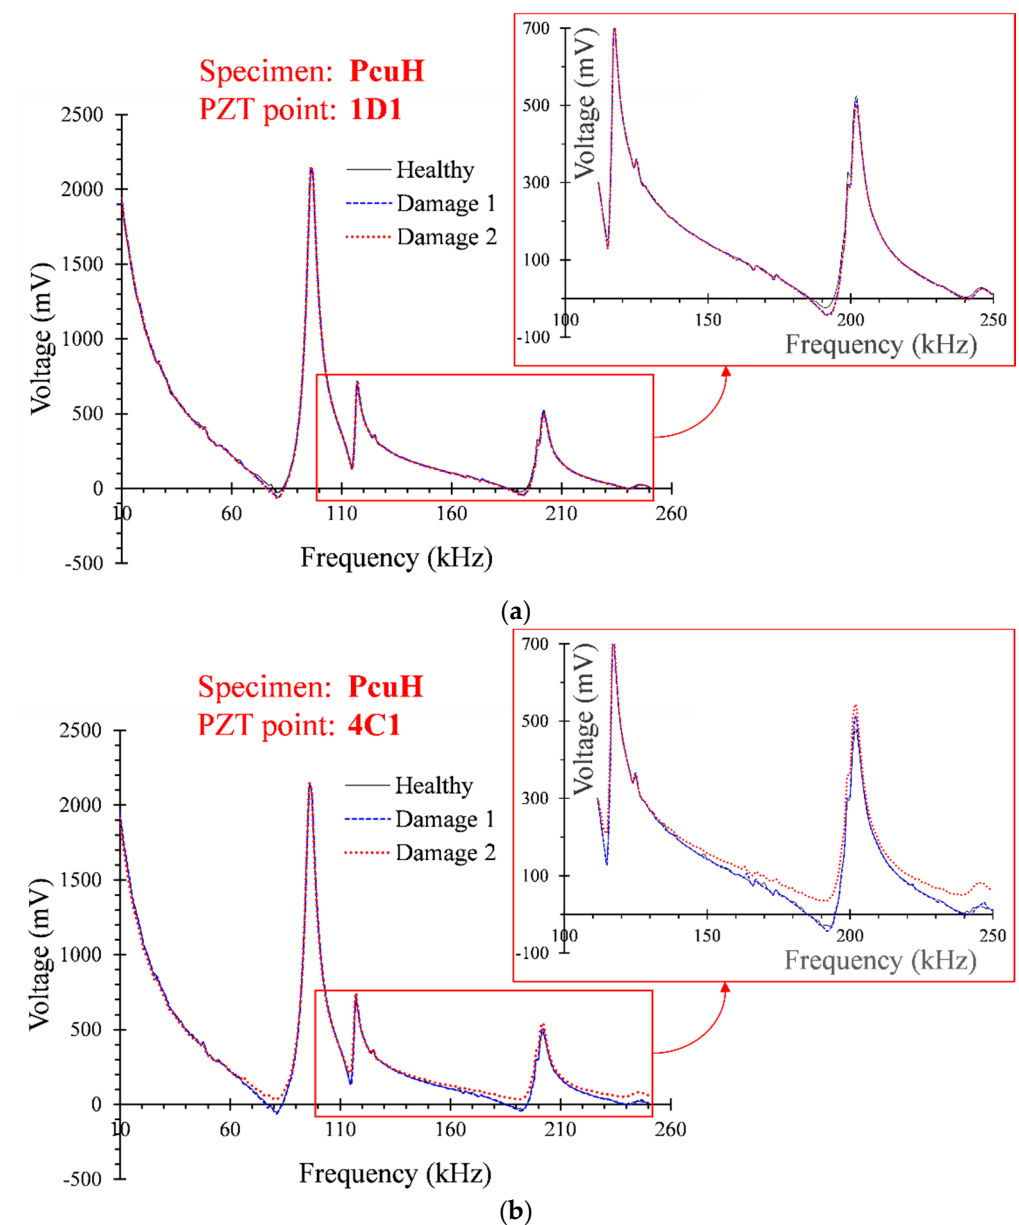 Specimen: PcuH
PZT point: 1D1
Healthy
Damage 1
Damage 2
Voltage (mV)
2500
2000
1500
1000
500
0
-500
10
60
110
160
210
260
Frequency (kHz)
Voltage (mV)
700
500
300
100
-100
100
150
200
250
Frequency (kHz)
(a)
Specimen: PcuH
PZT point: 4C1
Healthy
Damage 1
Damage 2
Voltage (mV)
2500
2000
1500
1000
500
0
-500
10
60
110
160
210
260
Frequency (kHz)
Voltage (mV)
700
500
300
100
-100
100
150
200
250
Frequency (kHz)
(b)